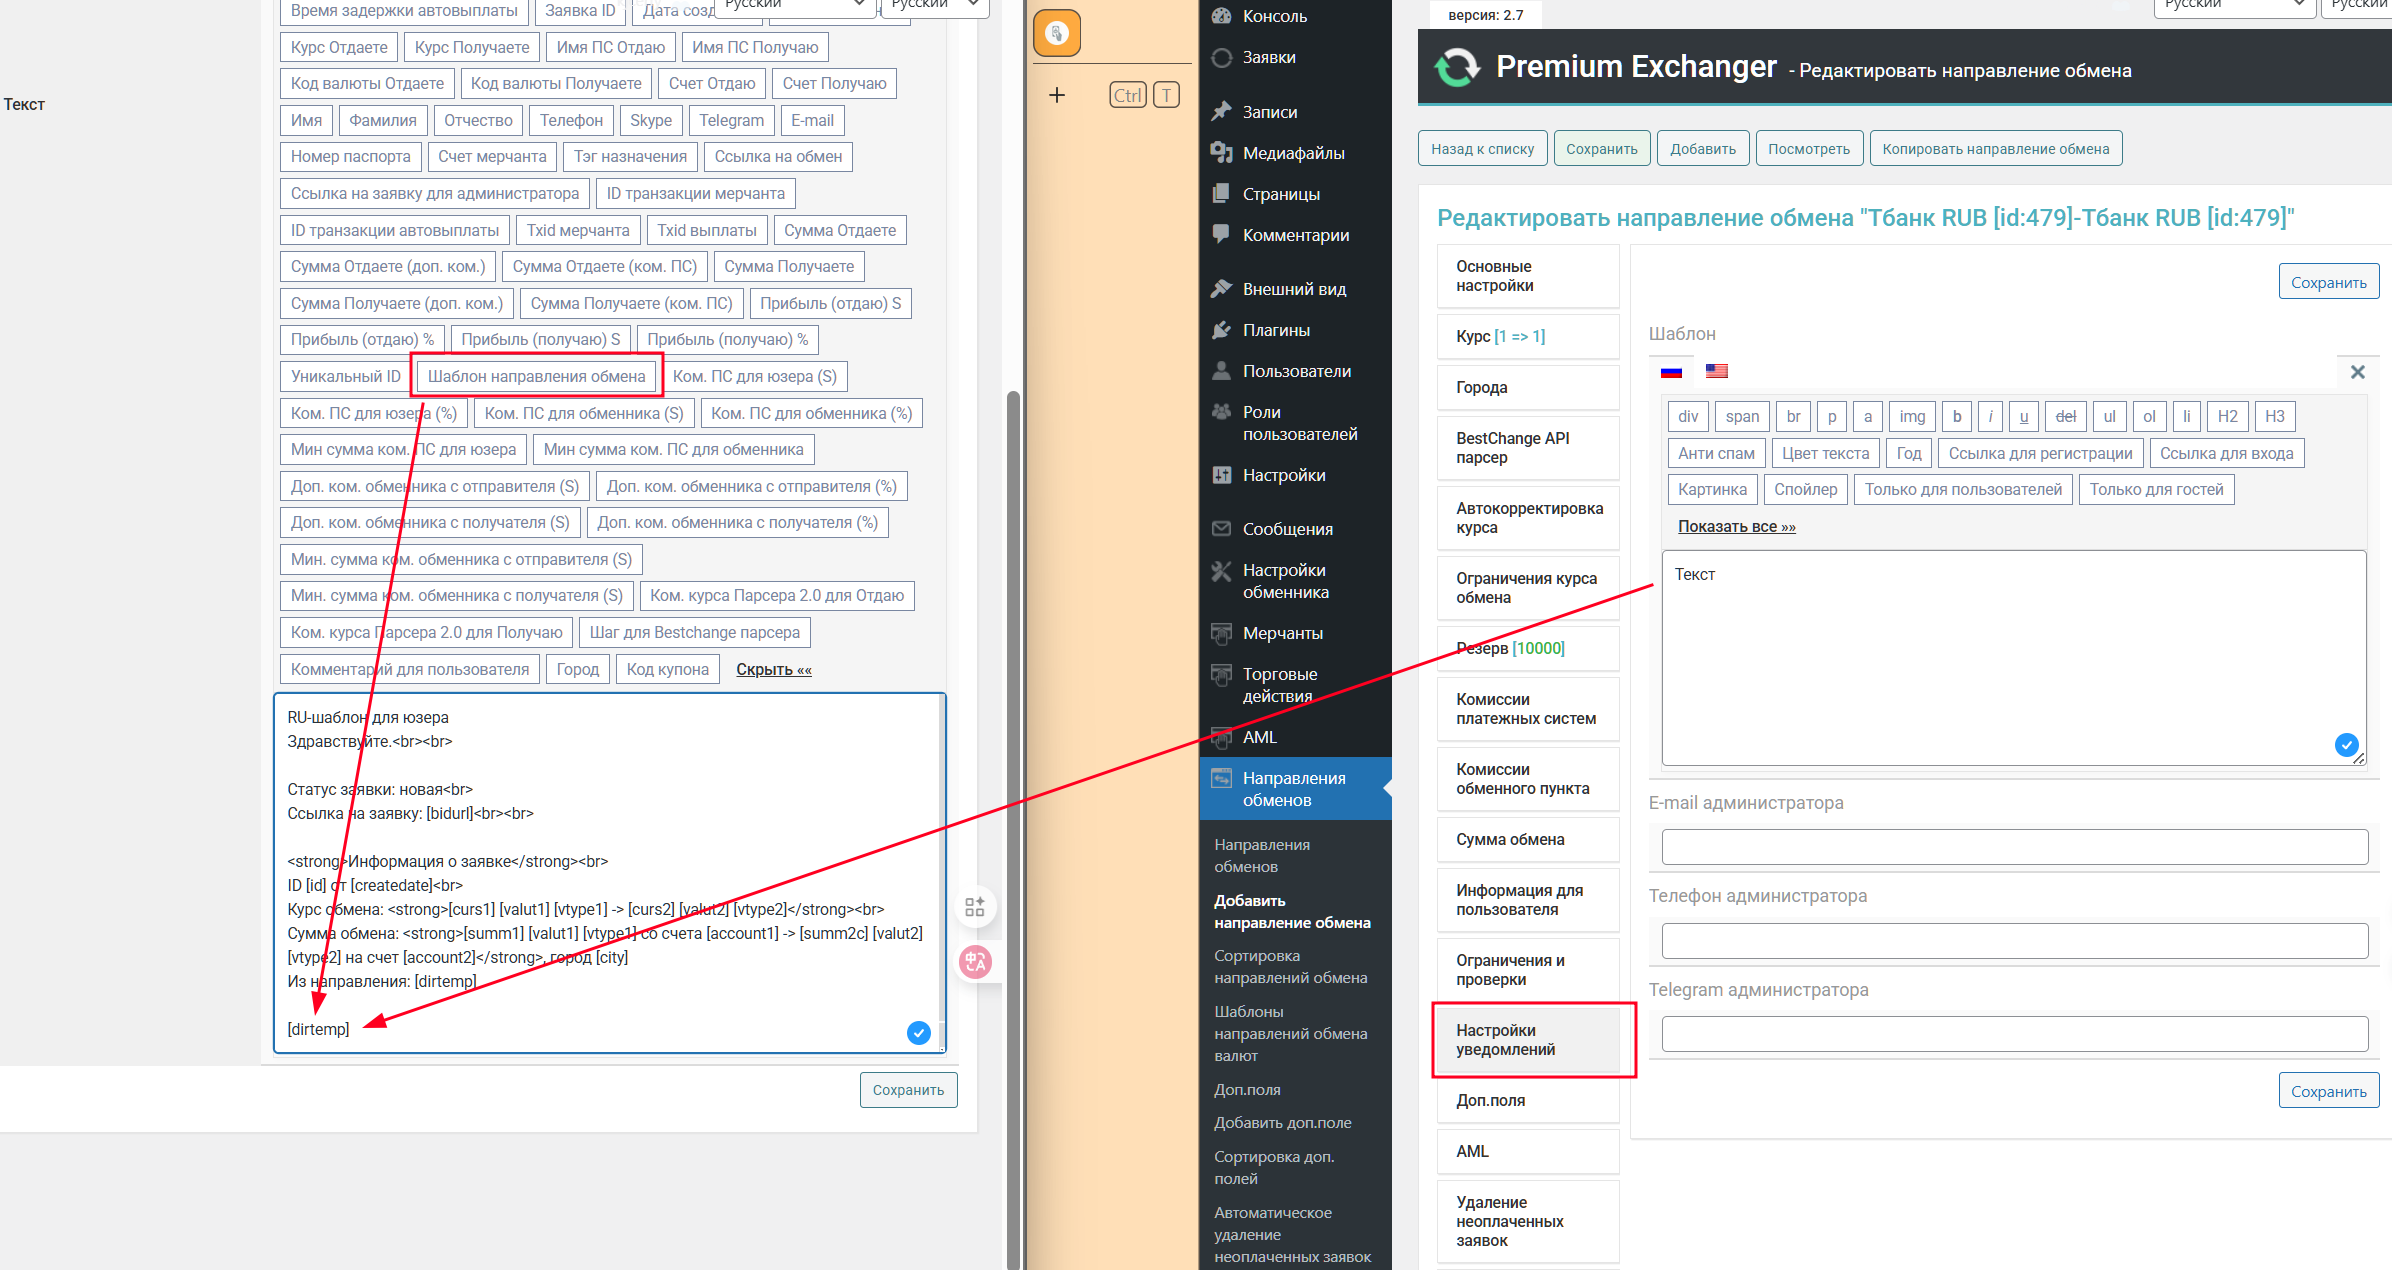 Время задержки автовыплаты Заявка ID
Курс Отдаете Курс Получаете Имя ПС Отдаю Имя ПС Получаю
Код валюты Отдаете Код валюты Получаете Счет Отдаю Счет Получаю
Текст
Имя Фамилия Отчество Телефон Skype Telegram E-mail
Номер паспорта Счет мерчанта Тэг назначения Ссылка на обмен
Ссылка на заявку для администратора ID транзакции мерчанта
ID транзакции автовыплаты Txid мерчанта Txid выплаты Сумма Отдаете
Сумма Отдаете (доп. ком.) Сумма Отдаете (ком. ПС) Сумма Получаете
Сумма Получаете (доп. ком.) Сумма Получаете (ком. ПС) Прибыль (отдаю) S
Прибыль (отдаю) % Прибыль (получаю) S Прибыль (получаю) %
Уникальный ID Шаблон направления обмена Ком. ПС для юзера (S)
Ком. ПС для юзера (%) Ком. ПС для обменника (S) Ком. ПС для обменника (%)
Мин сумма ком. ПС для юзера Мин сумма ком. ПС для обменника
Доп. ком. обменника с отправителя (S) Доп. ком. обменника с отправителя (%)
Доп. ком. обменника с получателя (S) Доп. ком. обменника с получателя (%)
Мин. сумма ком. обменника с отправителя (S)
Мин. сумма ком. обменника с получателя (S) Ком. курса Парсера 2.0 для Отдаю
Ком. курса Парсера 2.0 для Получаю Шаг для Bestchange парсера
Комментарий для пользователя Город Код купона Скрыть ««
RU-шаблон для юзера
Здравствуйте.<br><br>
Статус заявки: новая<br>
Ссылка на заявку: [bidurl]<br><br>
<strong>Информация о заявке</strong><br>
ID [id] от [createdate]<br>
Курс обмена: <strong>[curs1] [valut1] [vtype1] -> [curs2] [valut2] [vtype2]</strong><br>
Сумма обмена: <strong>[summ1] [valut1] [vtype1] со счета [account1] -> [summ2c] [valut2]
[vtype2] на счет [account2]</strong>, город [city]
Из направления: [dirtemp]
[dirtemp]
Сохранить
Русский Русский
+ Ctrl T
Консоль
Заявки
Записи
Медиафайлы
Страницы
Комментарии
Внешний вид
Плагины
Пользователи
Роли
пользователей
Настройки
Сообщения
Настройки
обменника
Мерчанты
Торговые
действия
AML
Направления
обменов
Направления
обменов
Добавить
направление обмена
Сортировка
направлений обмена
Шаблоны
направлений обмена
валют
Доп.поля
Добавить доп.поле
Сортировка доп.
полей
Автоматическое
удаление
неоплаченных заявок
версия: 2.7
Русский Русский
Premium Exchanger - Редактировать направление обмена
Назад к списку Сохранить Добавить Посмотреть Копировать направление обмена
Редактировать направление обмена "Тбанк RUB [id:479]-Тбанк RUB [id:479]"
Основные
настройки
Курс [1 => 1]
Города
BestChange API
парсер
Автокорректировка
курса
Ограничения курса
обмена
Резерв [10000]
Комиссии
платежных систем
Комиссии
обменного пункта
Сумма обмена
Информация для
пользователя
Ограничения и
проверки
Настройки
уведомлений
Доп.поля
AML
Удаление
неоплаченных
заявок
Сохранить
Шаблон
div span br p a img b i u del ul ol li H2 H3
Анти спам Цвет текста Год Ссылка для регистрации Ссылка для входа
Картинка Спойлер Только для пользователей Только для гостей
Показать все »»
Текст
E-mail администратора
Телефон администратора
Telegram администратора
Сохранить